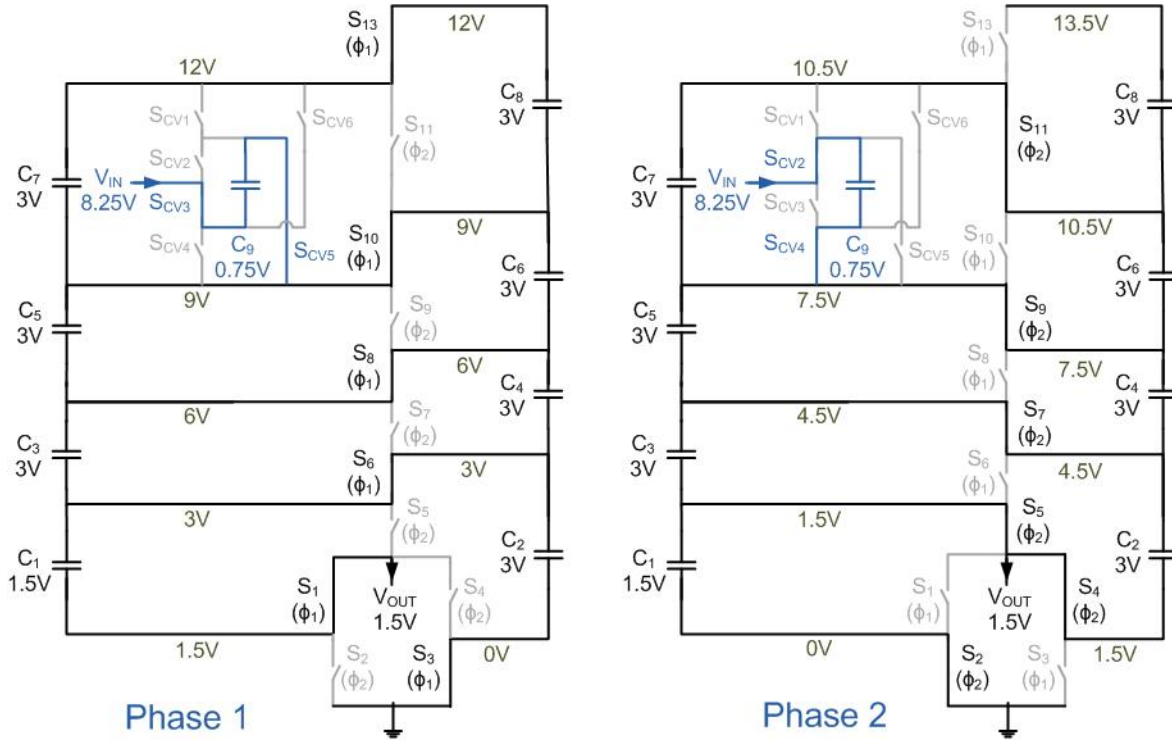 S13
(ϕ1)
12V
12V
C8
3V
SCV1
SCV6
S11
(ϕ2)
SCV2
C7
3V
VIN
8.25V
SCV3
SCV4
C9
0.75V
SCV5
S10
(ϕ1)
9V
C6
3V
9V
C5
3V
S9
(ϕ2)
S8
(ϕ1)
6V
C4
3V
6V
S7
(ϕ2)
C3
3V
S6
(ϕ1)
3V
3V
S5
(ϕ2)
C2
3V
C1
1.5V
S1
(ϕ1)
VOUT
1.5V
S4
(ϕ2)
1.5V
S2
(ϕ2)
S3
(ϕ1)
0V
Phase 1
S13
(ϕ1)
13.5V
10.5V
C8
3V
SCV1
SCV6
S11
(ϕ2)
SCV2
C7
3V
VIN
8.25V
SCV3
SCV4
C9
0.75V
SCV5
S10
(ϕ1)
10.5V
C6
3V
7.5V
C5
3V
S9
(ϕ2)
S8
(ϕ1)
7.5V
C4
3V
4.5V
S7
(ϕ2)
C3
3V
S6
(ϕ1)
4.5V
1.5V
S5
(ϕ2)
C2
3V
C1
1.5V
S1
(ϕ1)
VOUT
1.5V
S4
(ϕ2)
0V
S2
(ϕ2)
S3
(ϕ1)
1.5V
Phase 2